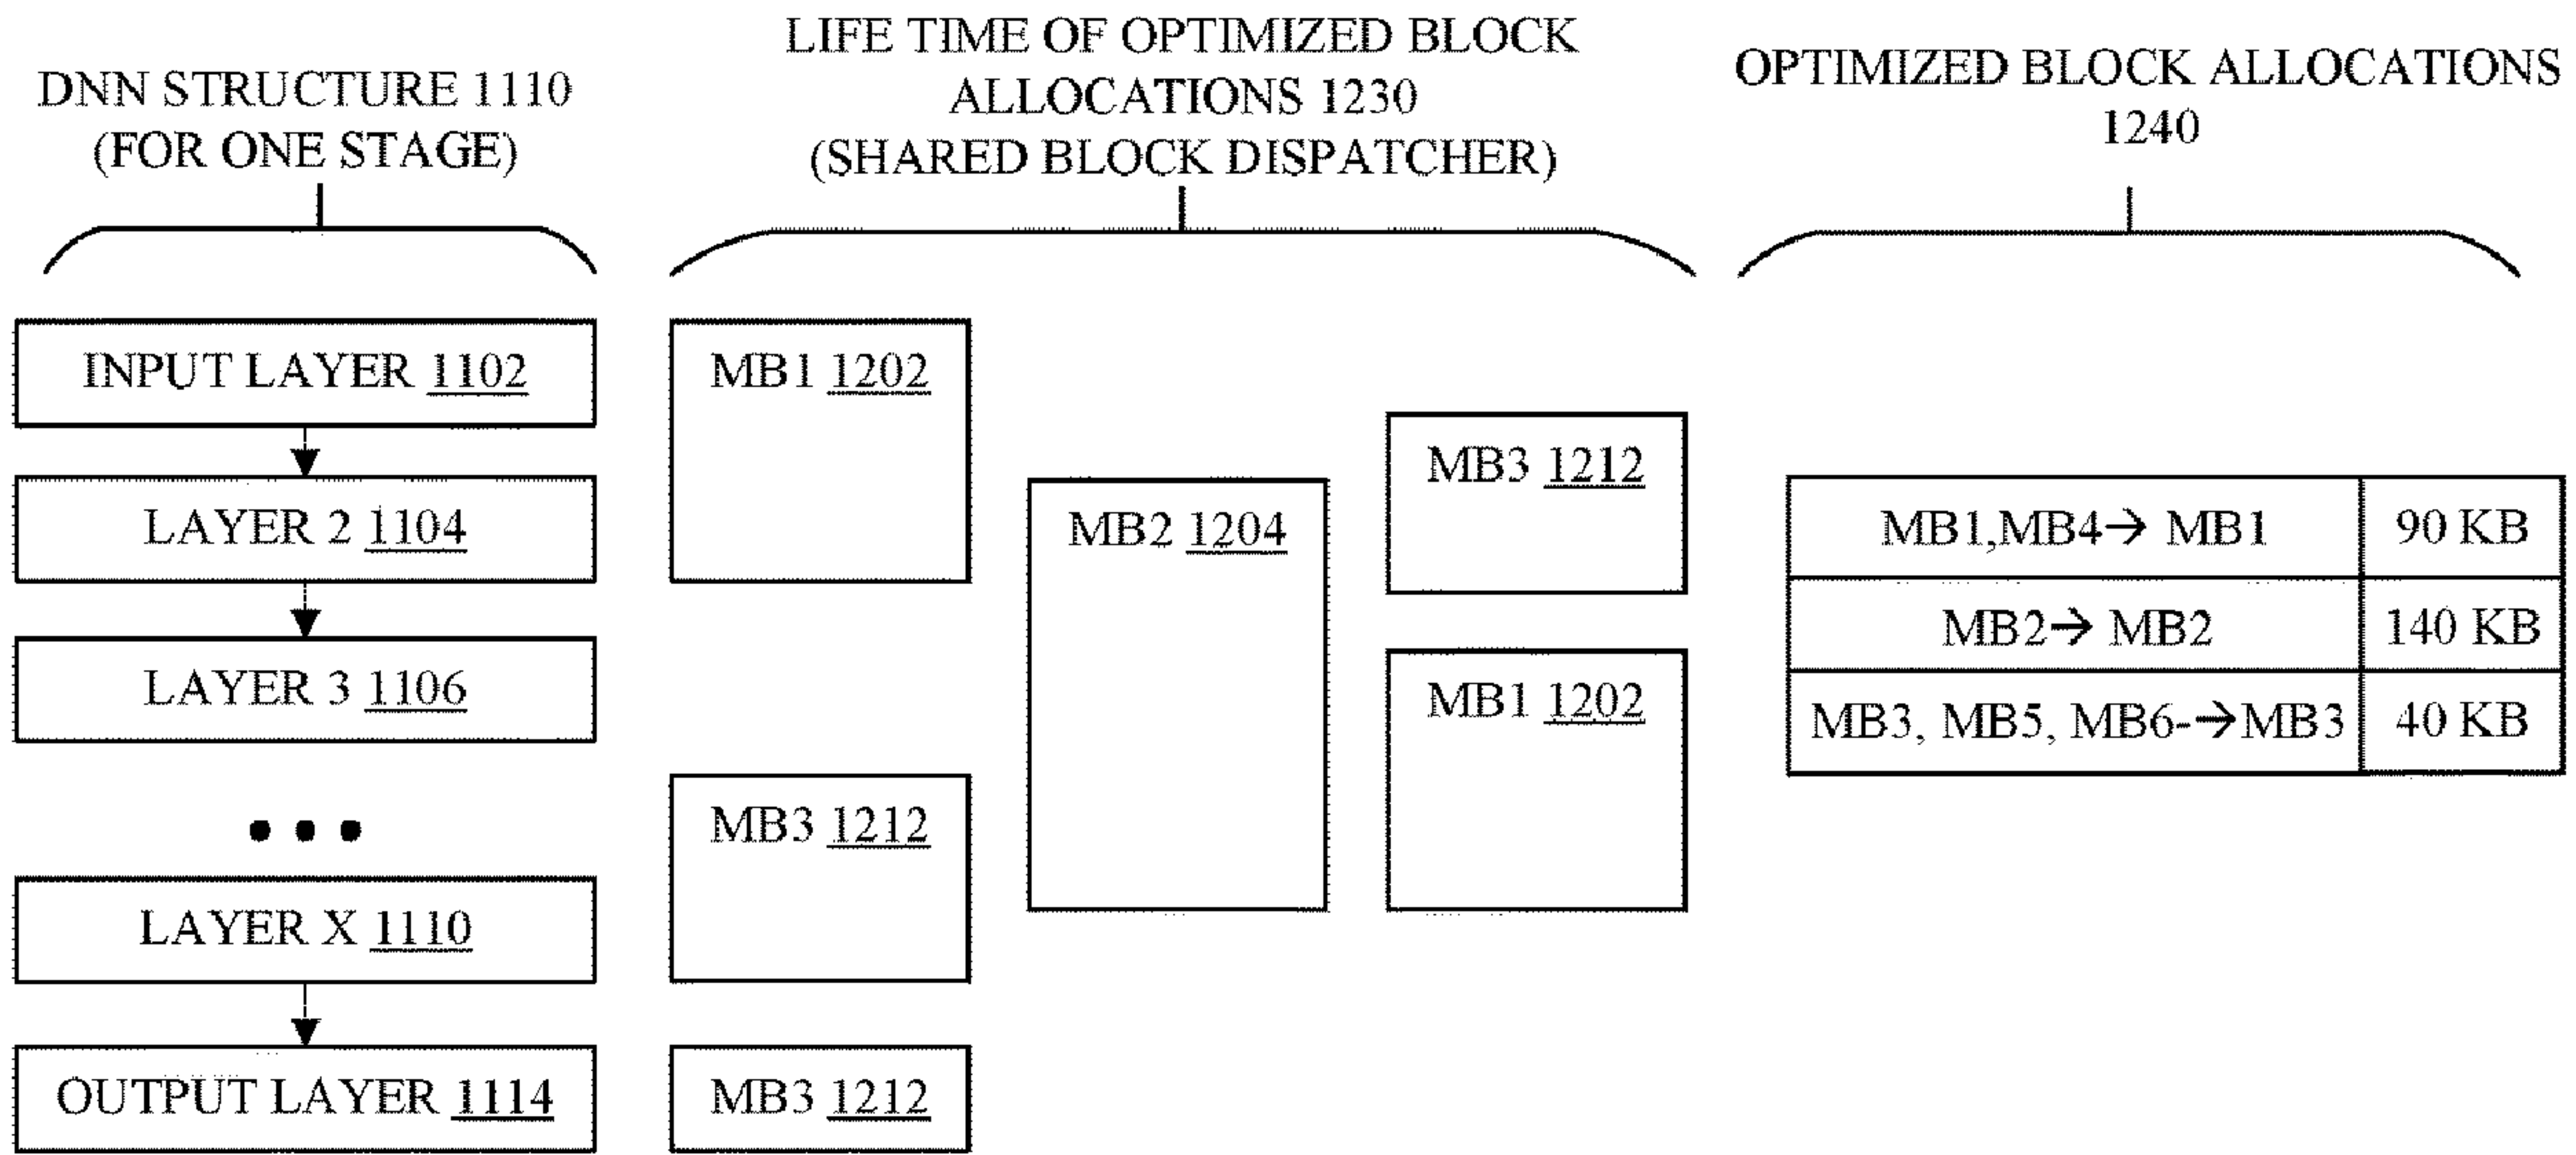 DNN STRUCTURE 1110
(FOR ONE STAGE)
LIFE TIME OF OPTIMIZED BLOCK
ALLOCATIONS 1230
(SHARED BLOCK DISPATCHER)
OPTIMIZED BLOCK ALLOCATIONS
1240
INPUT LAYER 1102
LAYER 2 1104
LAYER 3 1106
• • •
LAYER X 1110
OUTPUT LAYER 1114
MB1 1202
MB3 1212
MB3 1212
MB2 1204
MB3 1212
MB1 1202
MB1,MB4→ MB1 90 KB
MB2→ MB2 140 KB
MB3, MB5, MB6-→MB3 40 KB